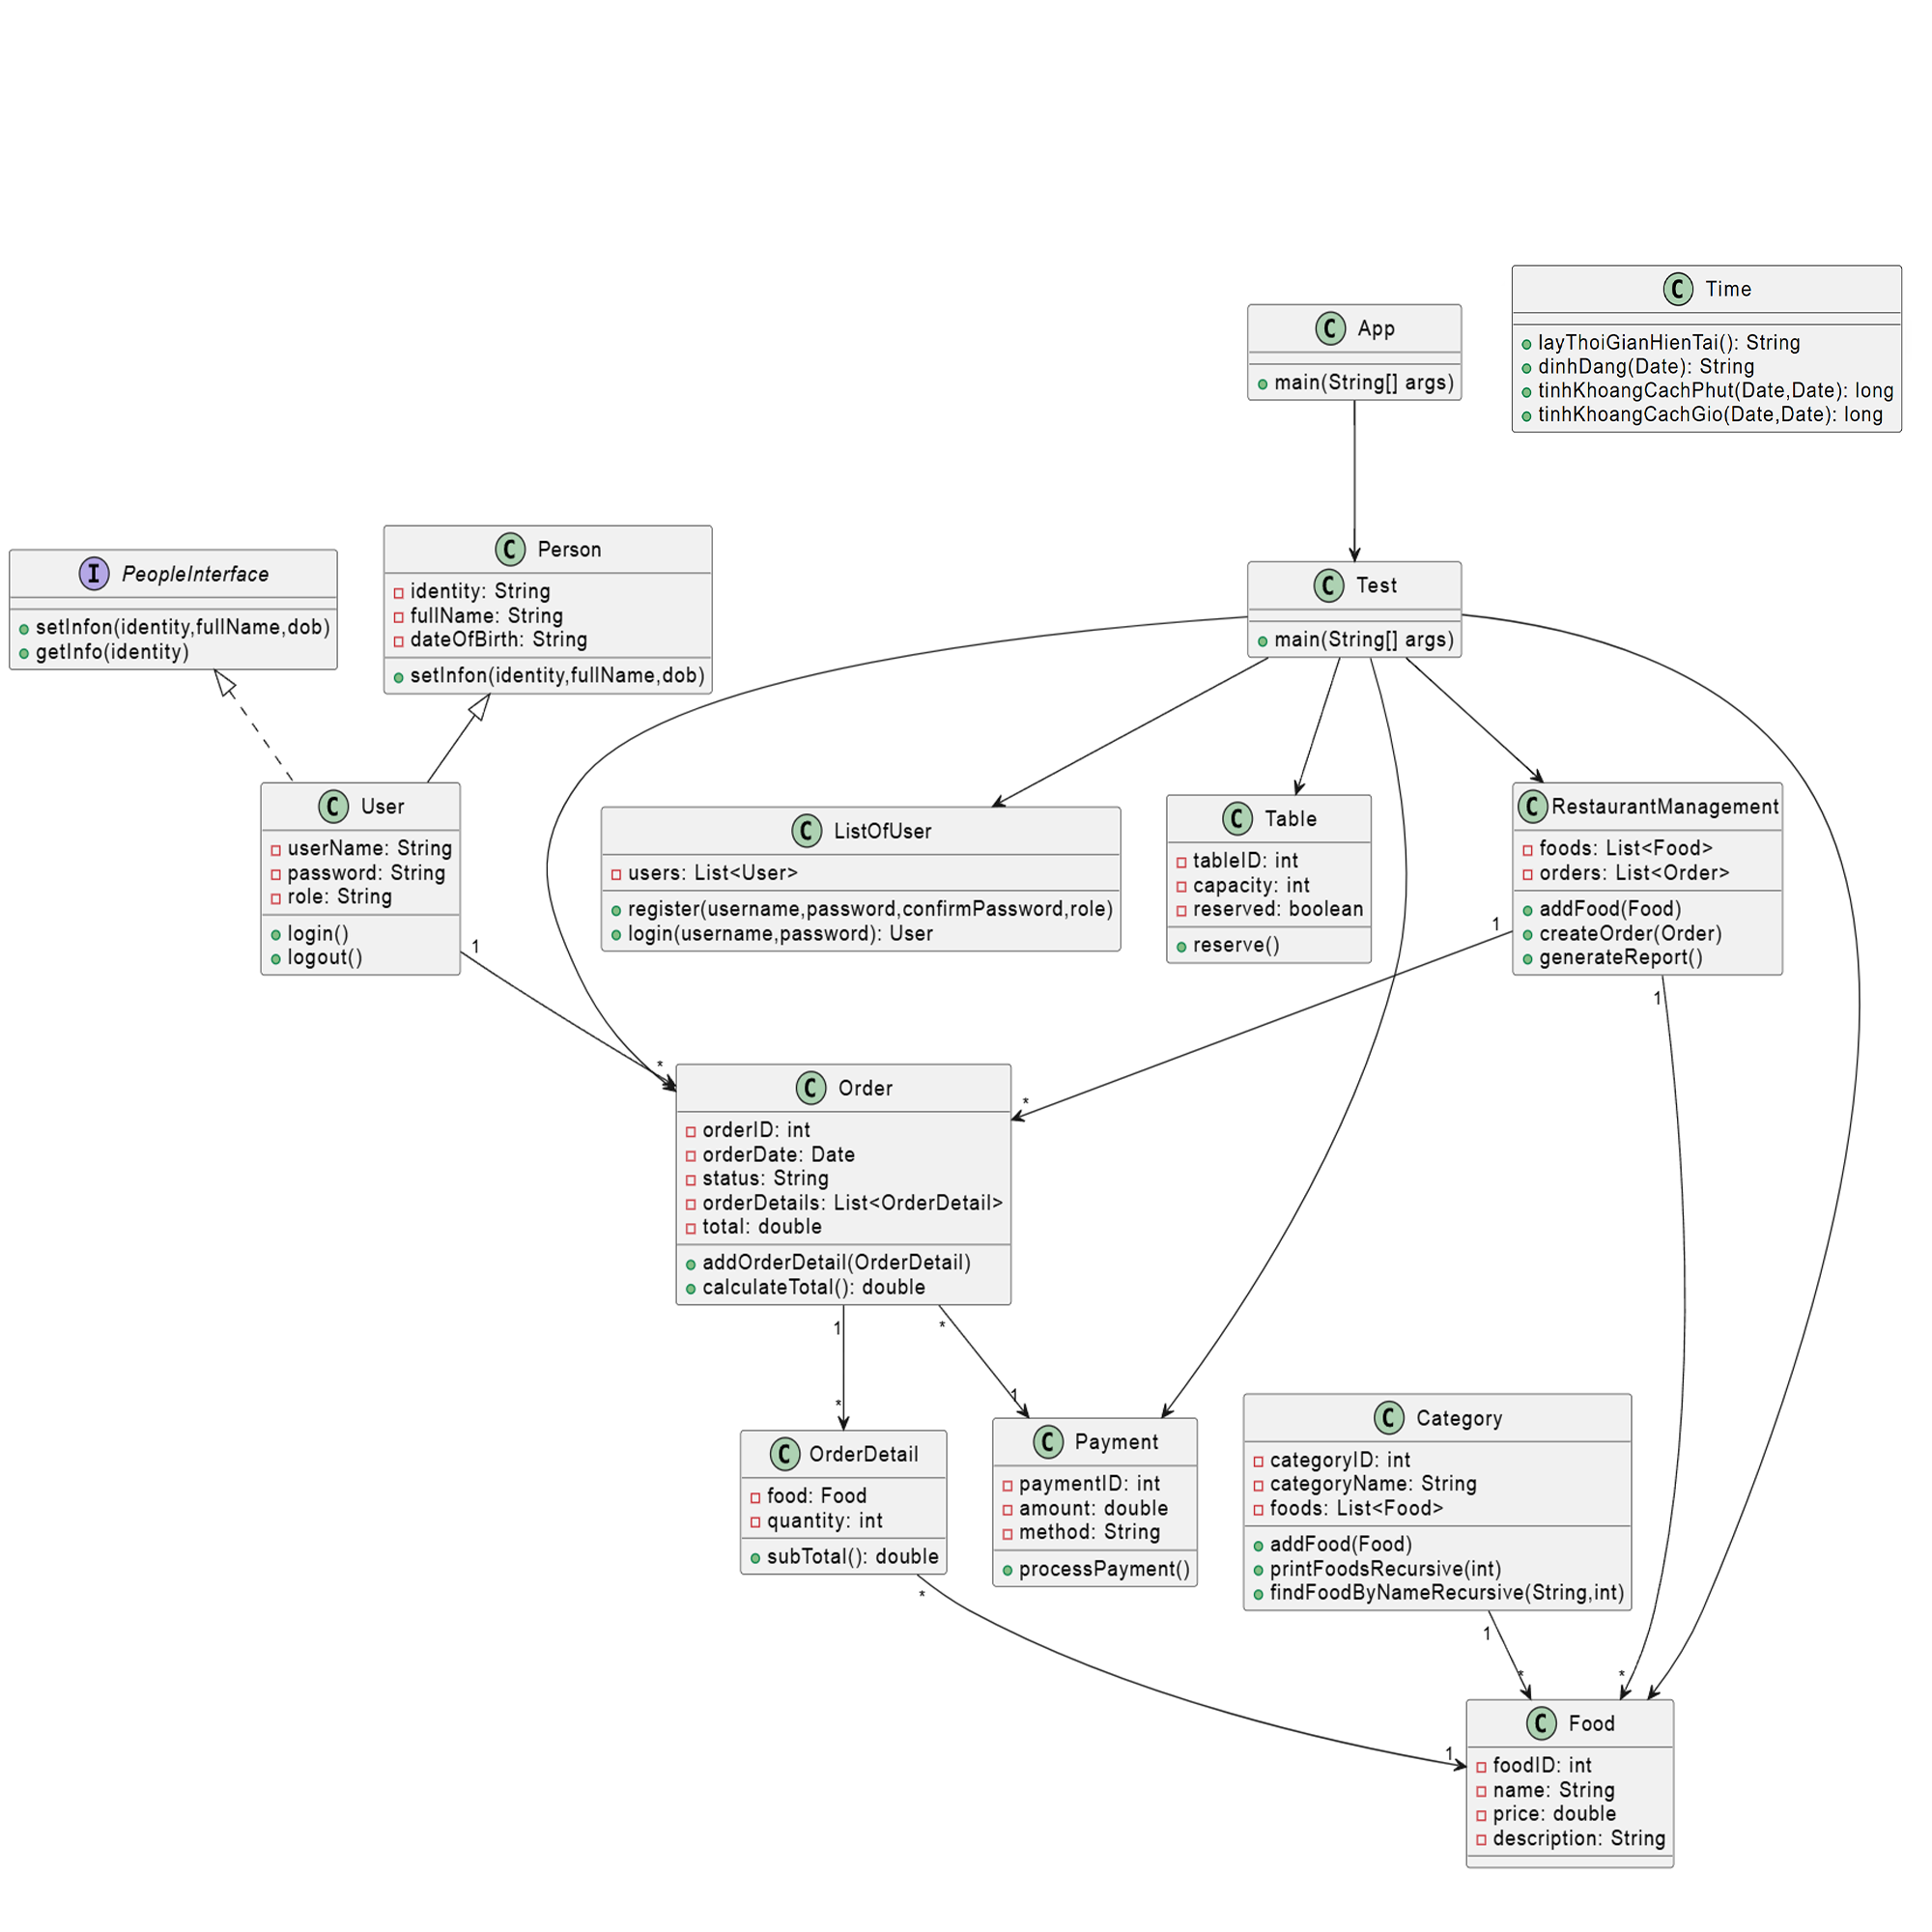 C Time
layThoiGianHienTai(): String
dinhDang(Date): String
tinhKhoangCachPhut(Date,Date): long
tinhKhoangCachGio(Date,Date): long
C App
main(String[] args)
C Person
identity: String
fullName: String
dateOfBirth: String
setInfon(identity,fullName,dob)
I PeopleInterface
setInfon(identity,fullName,dob)
getInfo(identity)
C Test
main(String[] args)
C User
userName: String
password: String
role: String
login()
logout()
C ListOfUser
users: List<User>
register(username,password,confirmPassword,role)
login(username,password): User
C Table
tableID: int
capacity: int
reserved: boolean
reserve()
C RestaurantManagement
foods: List<Food>
orders: List<Order>
addFood(Food)
createOrder(Order)
generateReport()
1
1
1
*
*
C Order
orderID: int
orderDate: Date
status: String
orderDetails: List<OrderDetail>
total: double
addOrderDetail(OrderDetail)
calculateTotal(): double
1
*
*
1
C OrderDetail
food: Food
quantity: int
subTotal(): double
C Payment
paymentID: int
amount: double
method: String
processPayment()
C Category
categoryID: int
categoryName: String
foods: List<Food>
addFood(Food)
printFoodsRecursive(int)
findFoodByNameRecursive(String,int)
*
1
*
*
1
C Food
foodID: int
name: String
price: double
description: String